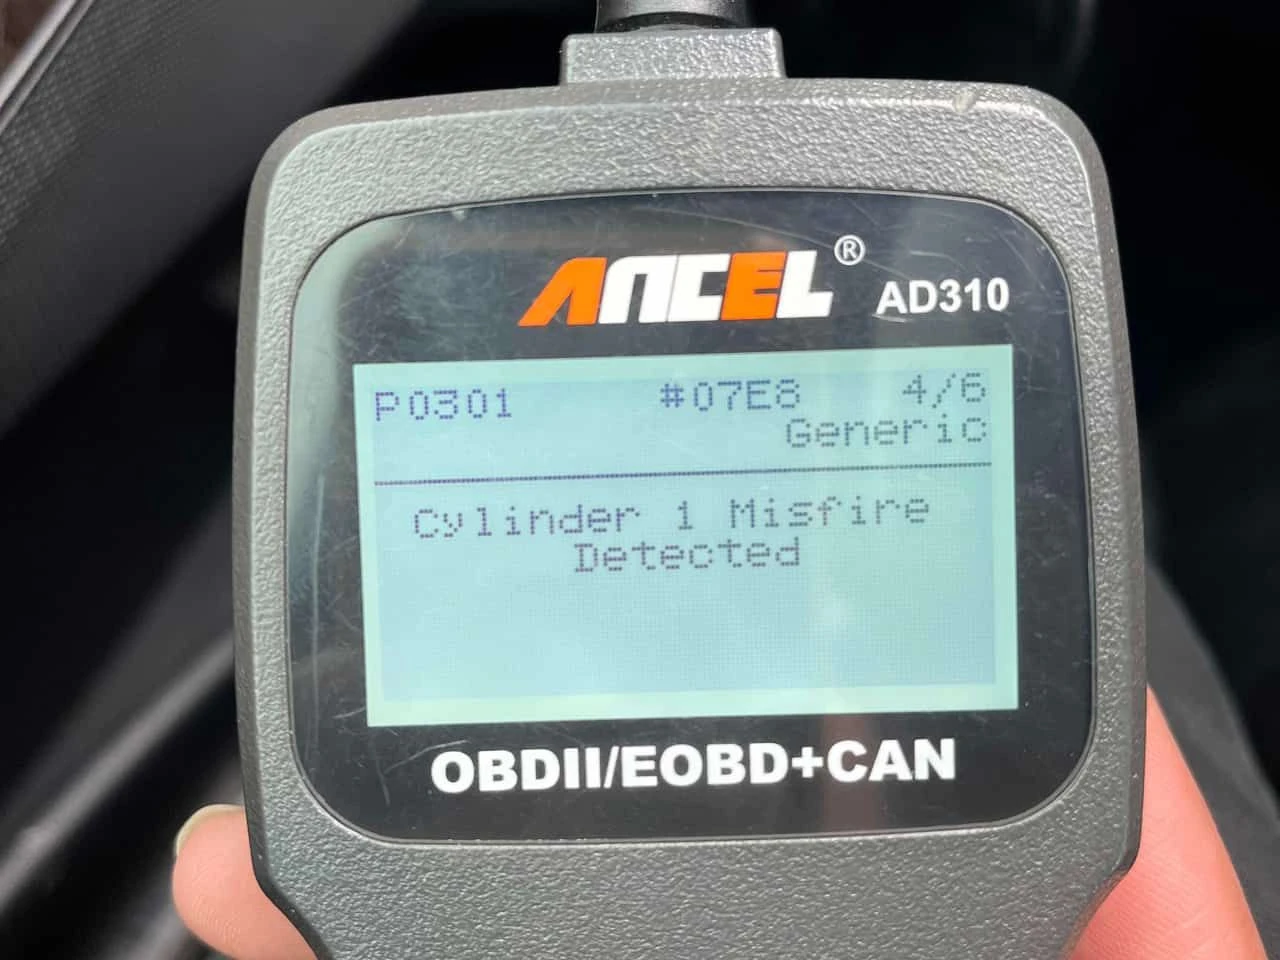 ANCEL® AD310
P0301 #07E8 4/6
Generic
Cylinder 1 Misfire
Detected
OBDII/EOBD+CAN